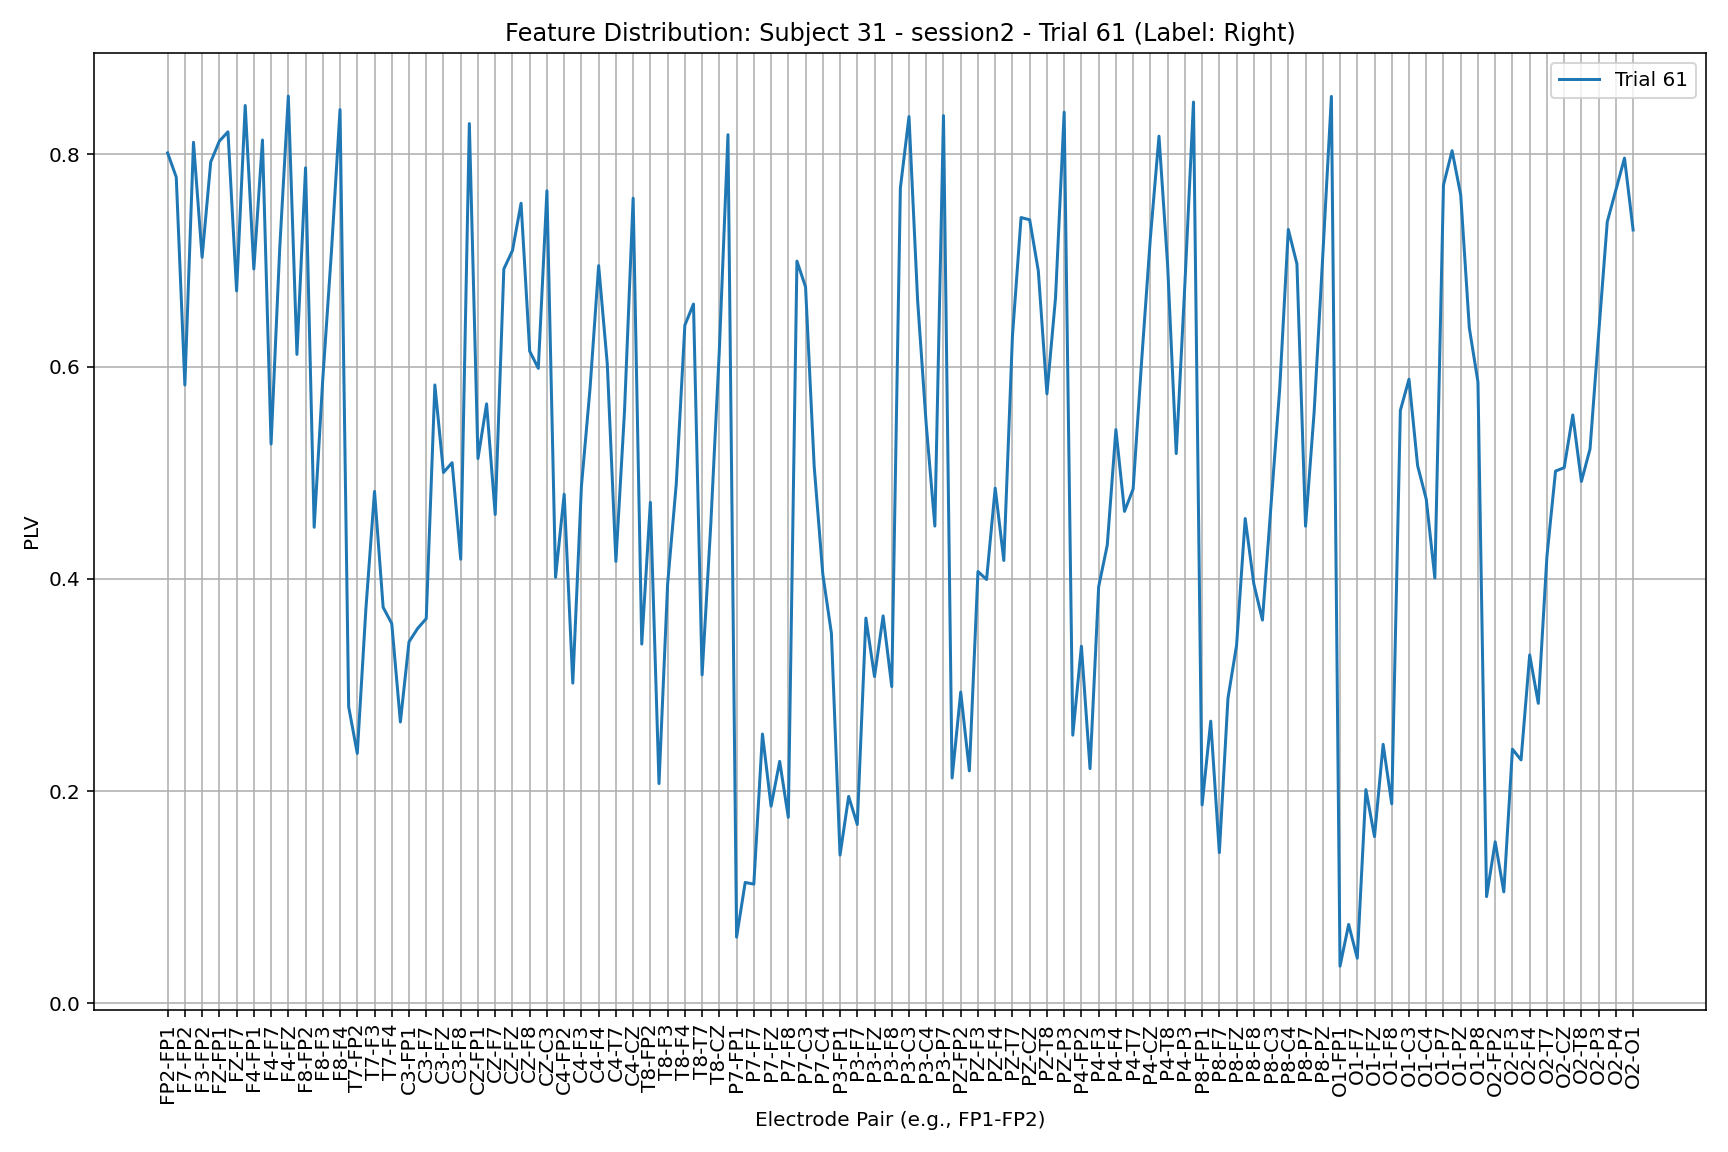 Feature Distribution: Subject 31 - session2 - Trial 61 (Label: Right)
Trial 61
PLV
0.8
0.6
0.4
0.2
0.0
FP2-FP1
F7-FP2
F3-FP2
FZ-FP1
FZ-F7
F4-FP1
F4-F7
F4-FZ
F8-FP2
F8-F3
F8-F4
T7-FP2
T7-F3
T7-F4
C3-FP1
C3-F7
C3-FZ
C3-F8
CZ-FP1
CZ-F7
CZ-FZ
CZ-F8
CZ-C3
C4-FP2
C4-F3
C4-F4
C4-T7
C4-CZ
T8-FP2
T8-F3
T8-F4
T8-T7
T8-CZ
P7-FP1
P7-F7
P7-FZ
P7-F8
P7-C3
P7-C4
P3-FP1
P3-F7
P3-FZ
P3-F8
P3-C3
P3-C4
P3-P7
PZ-FP2
PZ-F3
PZ-F4
PZ-T7
PZ-CZ
PZ-T8
PZ-P3
P4-FP2
P4-F3
P4-F4
P4-T7
P4-CZ
P4-T8
P4-P3
P8-FP1
P8-F7
P8-FZ
P8-F8
P8-C3
P8-C4
P8-P7
P8-PZ
O1-FP1
O1-F7
O1-FZ
O1-F8
O1-C3
O1-C4
O1-P7
O1-PZ
O1-P8
O2-FP2
O2-F3
O2-F4
O2-T7
O2-CZ
O2-T8
O2-P3
O2-P4
O2-O1
Electrode Pair (e.g., FP1-FP2)